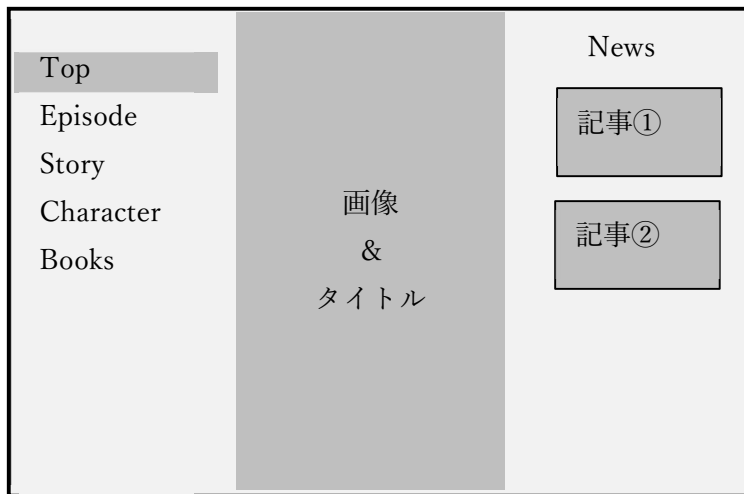 Top
Episode
Story
Character
Books
画像
&
タイトル
News
記事①
記事②